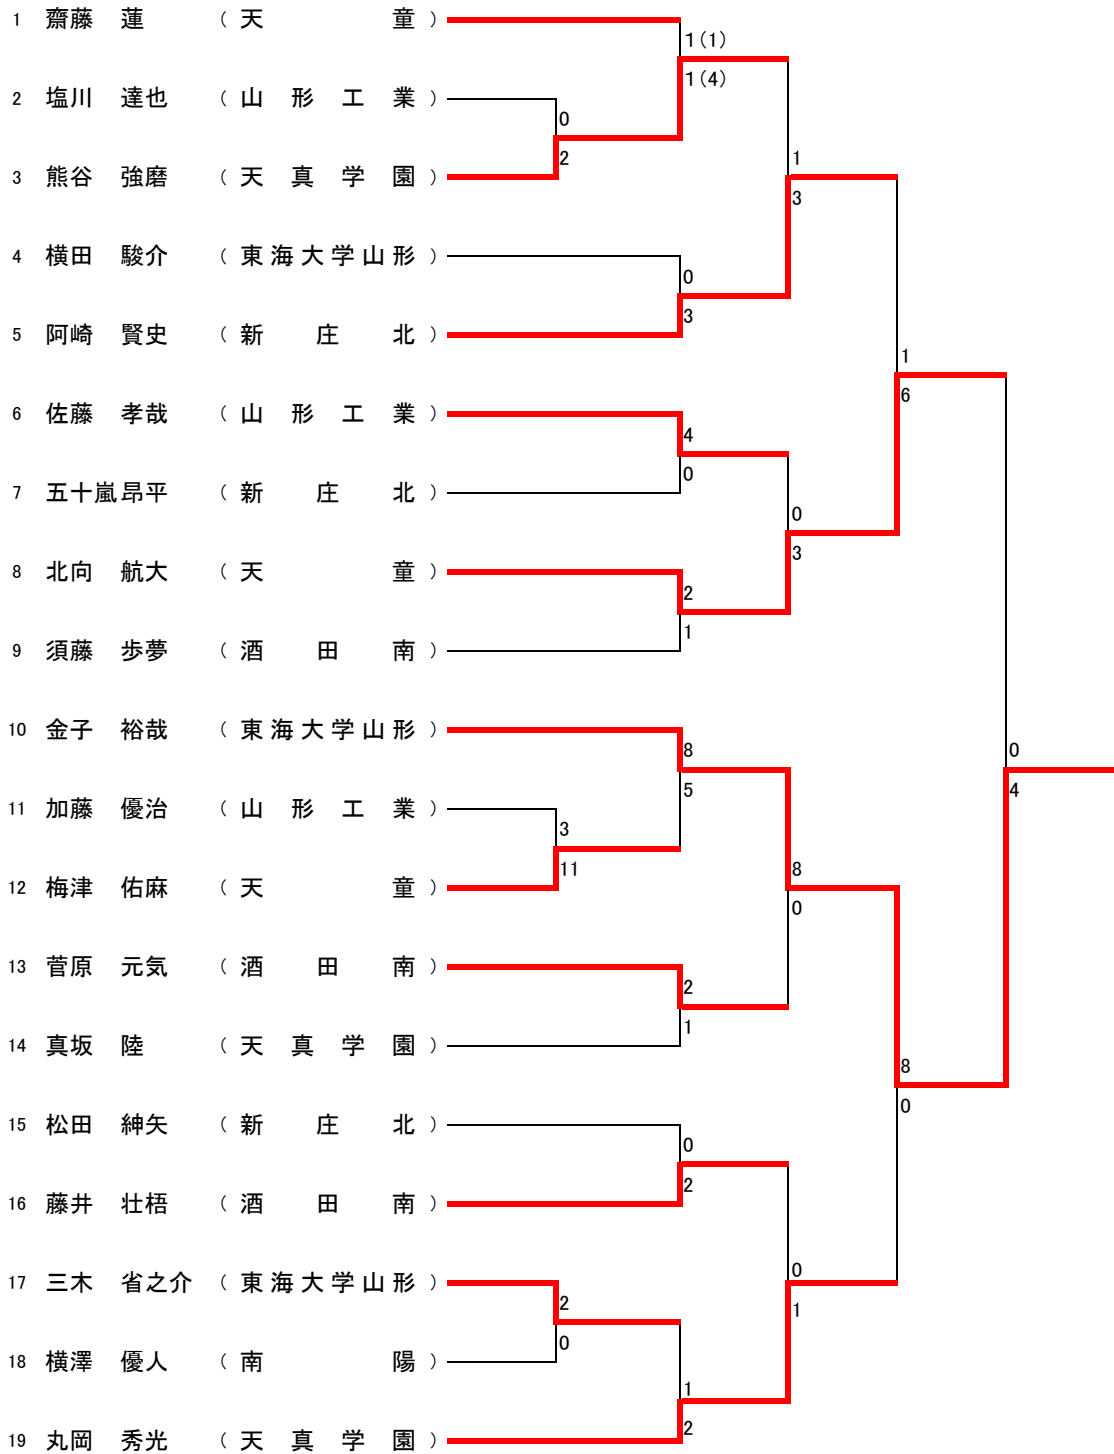 1 齋藤 蓮 ( 天 童 )
1(1)
1(4)
2 塩川 達也 ( 山 形 工 業 )
0
2
3 熊谷 強磨 ( 天 真 学 園 )
1
3
4 横田 駿介 ( 東海大学山形 )
0
3
5 阿崎 賢史 ( 新 庄 北 )
1
6
6 佐藤 孝哉 ( 山 形 工 業 )
4
0
7 五十嵐昂平 ( 新 庄 北 )
0
3
8 北向 航大 ( 天 童 )
2
1
9 須藤 歩夢 ( 酒 田 南 )
10 金子 裕哉 ( 東海大学山形 )
8
5
0
4
11 加藤 優治 ( 山 形 工 業 )
3
11
12 梅津 佑麻 ( 天 童 )
8
0
13 菅原 元気 ( 酒 田 南 )
2
1
14 真坂 陸 ( 天 真 学 園 )
8
0
15 松田 紳矢 ( 新 庄 北 )
0
2
16 藤井 壮梧 ( 酒 田 南 )
17 三木 省之介 ( 東海大学山形 )
2
0
0
1
18 横澤 優人 ( 南 陽 )
1
2
19 丸岡 秀光 ( 天 真 学 園 )